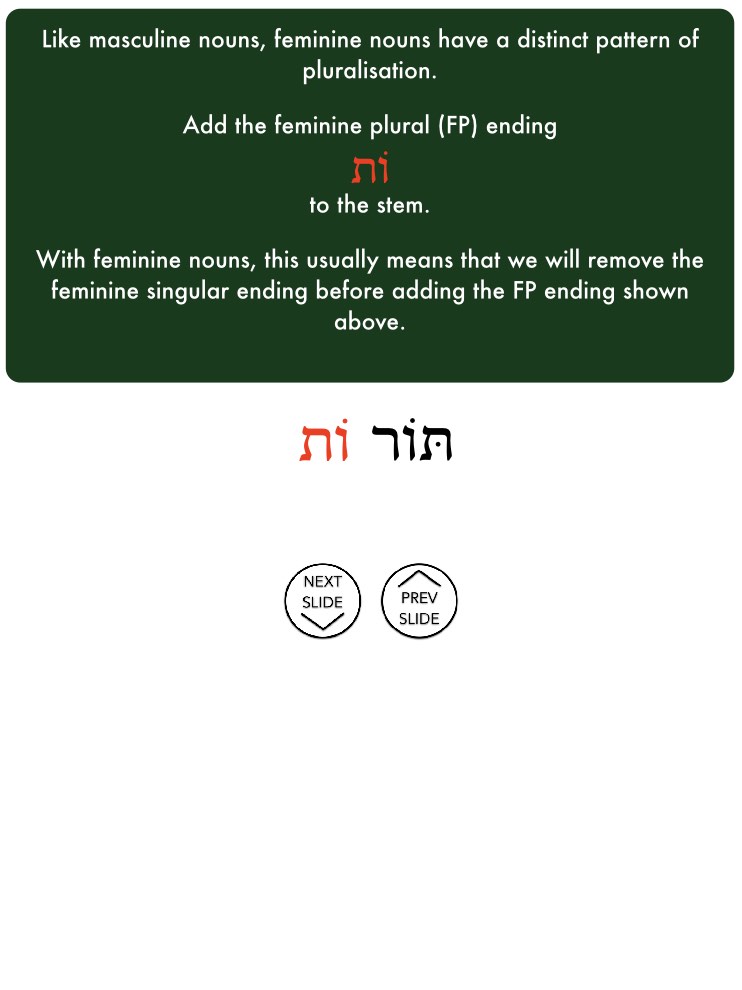 Like masculine nouns, feminine nouns have a distinct pattern of
pluralisation.
Add the feminine plural (FP) ending
וֹת
to the stem.
With feminine nouns, this usually means that we will remove the
feminine singular ending before adding the FP ending shown
above.
תּוֹר וֹת
NEXT
SLIDE
PREV
SLIDE